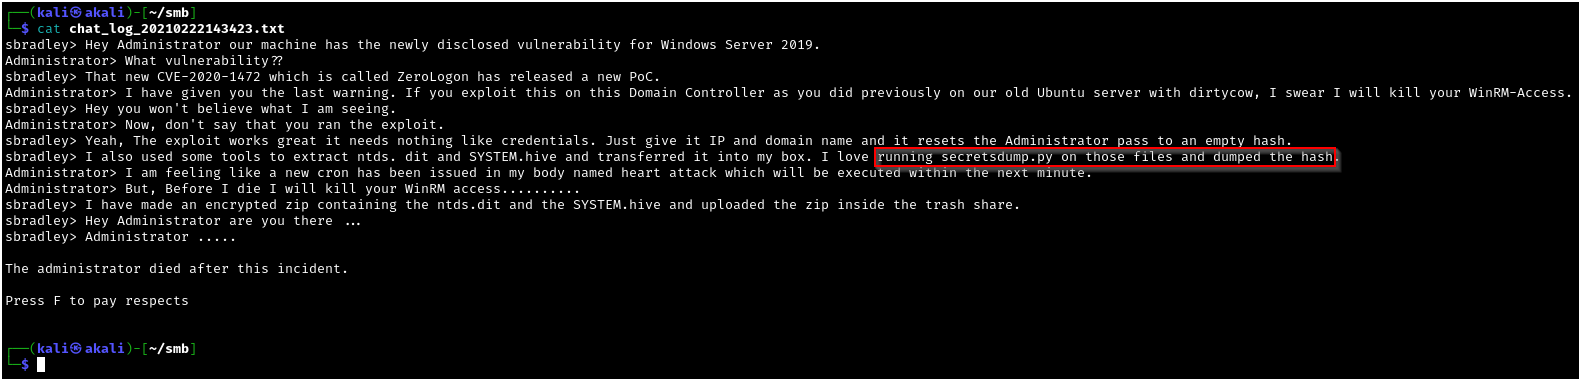 ┌──(kali㉿akali)-[~/smb]
└─$ cat chat_log_20210222143423.txt
sbradley> Hey Administrator our machine has the newly disclosed vulnerability for Windows Server 2019.
Administrator> What vulnerability??
sbradley> That new CVE-2020-1472 which is called ZeroLogon has released a new PoC.
Administrator> I have given you the last warning. If you exploit this on this Domain Controller as you did previously on our old Ubuntu server with dirtycow, I swear I will kill your WinRM-Access.
sbradley> Hey you won't believe what I am seeing.
Administrator> Now, don't say that you ran the exploit.
sbradley> Yeah, The exploit works great it needs nothing like credentials. Just give it IP and domain name and it resets the Administrator pass to an empty hash.
sbradley> I also used some tools to extract ntds. dit and SYSTEM.hive and transferred it into my box. I love running secretsdump.py on those files and dumped the hash.
Administrator> I am feeling like a new cron has been issued in my body named heart attack which will be executed within the next minute.
Administrator> But, Before I die I will kill your WinRM access..........
sbradley> I have made an encrypted zip containing the ntds.dit and the SYSTEM.hive and uploaded the zip inside the trash share.
sbradley> Hey Administrator are you there ...
sbradley> Administrator .....
The administrator died after this incident.
Press F to pay respects
┌──(kali㉿akali)-[~/smb]
└─$